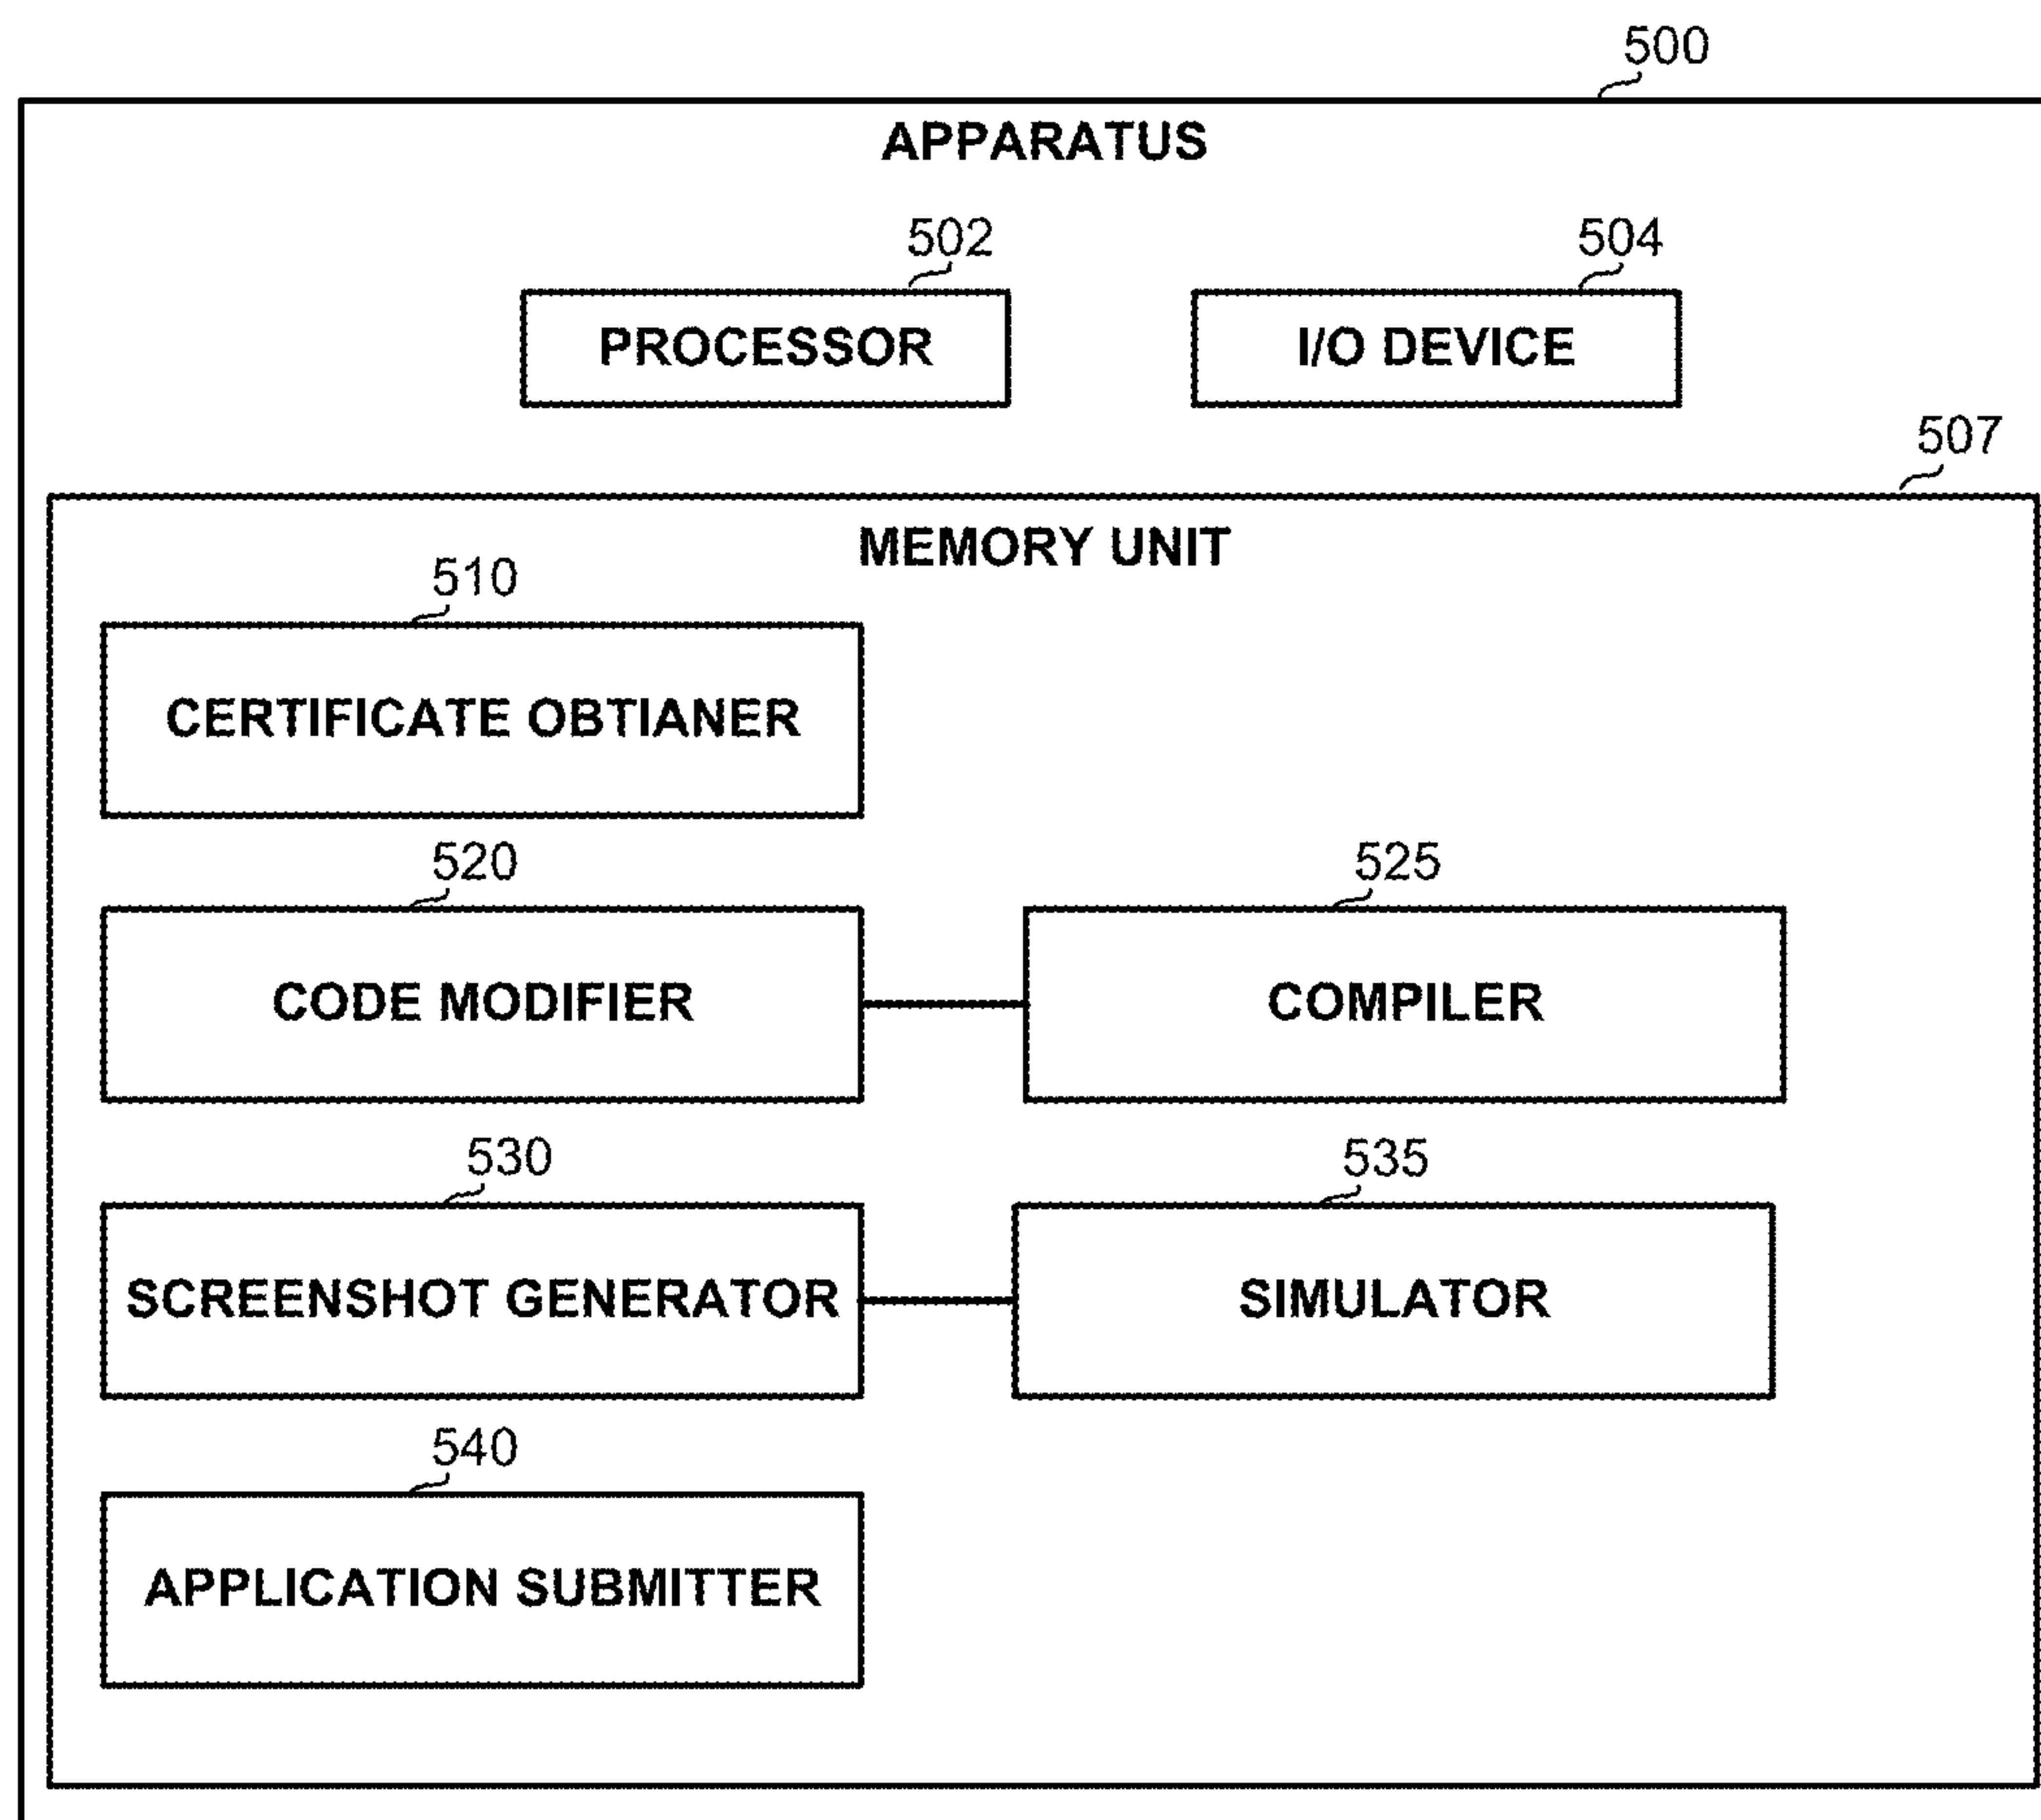 500
APPARATUS
502
504
PROCESSOR
I/O DEVICE
507
MEMORY UNIT
510
CERTIFICATE OBTIANER
520
525
CODE MODIFIER
COMPILER
530
535
SCREENSHOT GENERATOR
SIMULATOR
540
APPLICATION SUBMITTER